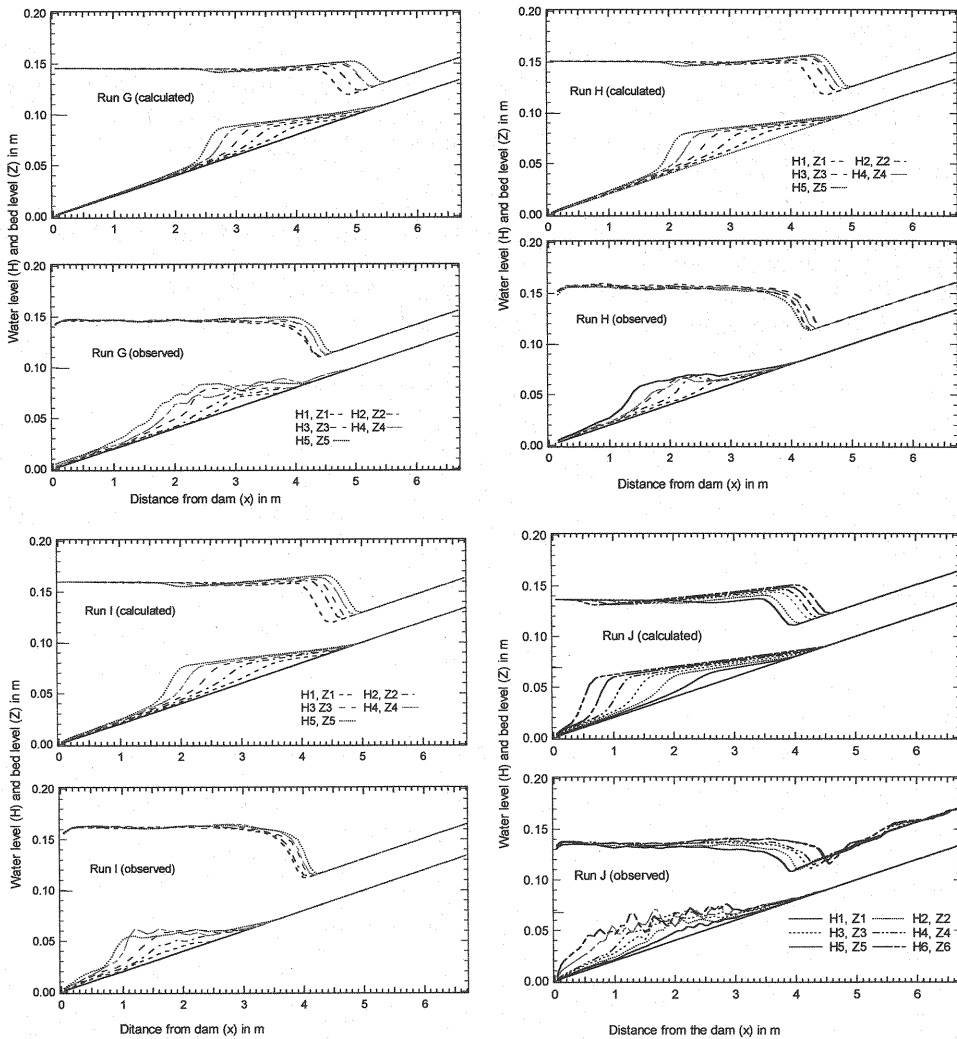 Water level (H) and bed level (Z) in m
0.20
0.15
0.10
0.05
0.00
Run G (calculated)
0 1 2 3 4 5 6
0.20
0.15
0.10
0.05
0.00
Run G (observed)
H1, Z1 H2, Z2
H3, Z3 H4, Z4
H5, Z5
0 1 2 3 4 5 6
Distance from dam (x) in m
Water level (H) and bed level (Z) in m
0.20
0.15
0.10
0.05
0.00
Run H (calculated)
H1, Z1 H2, Z2
H3, Z3 H4, Z4
H5, Z5
0 1 2 3 4 5 6
0.20
0.15
0.10
0.05
0.00
Run H (observed)
0 1 2 3 4 5 6
Distance from dam (x) in m
Water level (H) and bed level (Z) in m
0.20
0.15
0.10
0.05
0.00
Run I (calculated)
H1, Z1 H2, Z2
H3 Z3 H4, Z4
H5, Z5
0 1 2 3 4 5 6
0.20
0.15
0.10
0.05
0.00
Run I (observed)
0 1 2 3 4 5 6
Ditance from dam (x) in m
Water level (H) and bed level (Z) in m
0.20
0.15
0.10
0.05
0.00
Run J (calculated)
0 1 2 3 4 5 6
0.20
0.15
0.10
0.05
0.00
Run J (observed)
H1, Z1 H2, Z2
H3, Z3 H4, Z4
H5, Z5 H6, Z6
0 1 2 3 4 5 6
Distance from the dam (x) in m